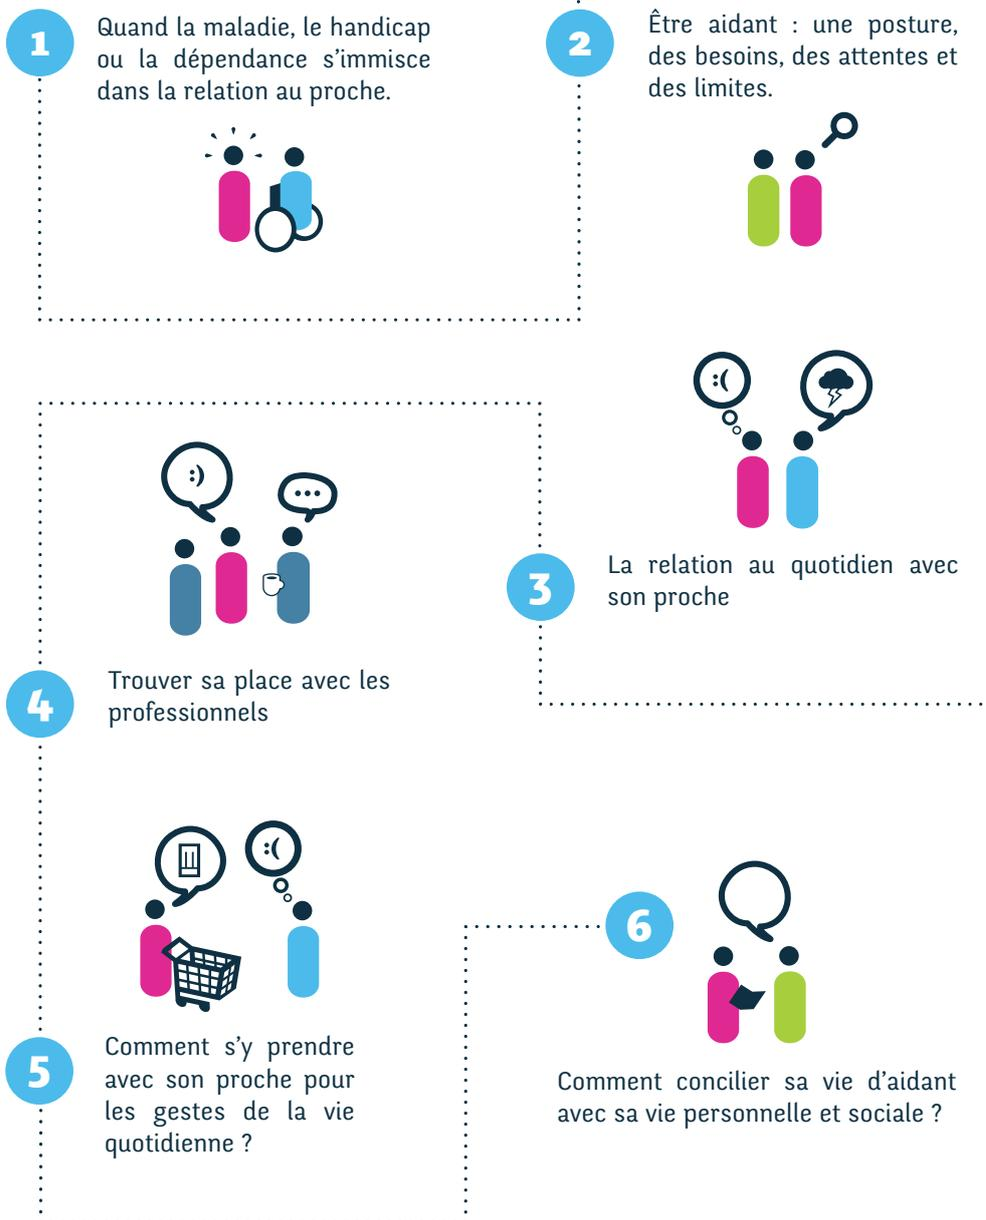 1
Quand la maladie, le handicap
ou la dépendance s’immisce
dans la relation au proche.
2
Être aidant : une posture,
des besoins, des attentes et
des limites.
:(
3
La relation au quotidien avec
son proche
:)
4
Trouver sa place avec les
professionnels
:(
5
Comment s’y prendre
avec son proche pour
les gestes de la vie
quotidienne ?
6
Comment concilier sa vie d’aidant
avec sa vie personnelle et sociale ?